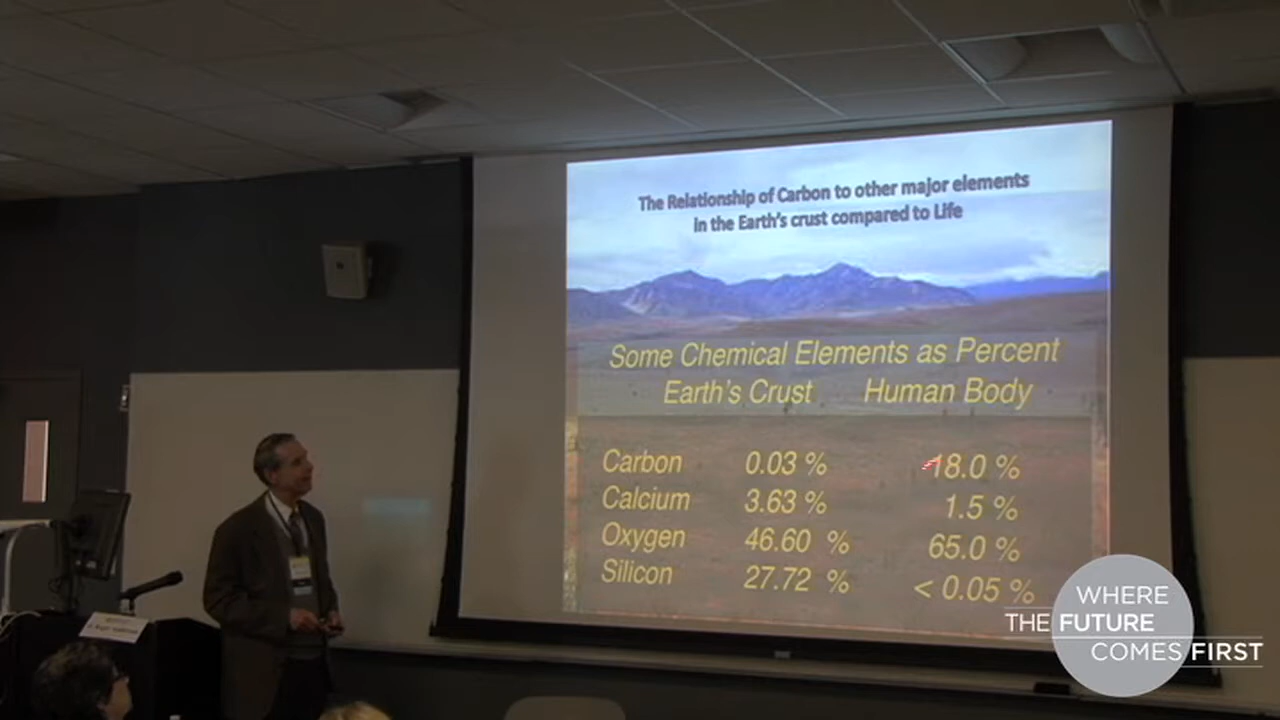 The Relationship of Carbon to other major elements
in the Earth's crust compared to Life
Some Chemical Elements as Percent
Earth's Crust Human Body
Carbon 0.03 % 18.0 %
Calcium 3.63 % 1.5 %
Oxygen 46.60 % 65.0 %
Silicon 27.72 % < 0.05 %
WHERE
THE FUTURE
COMES FIRST